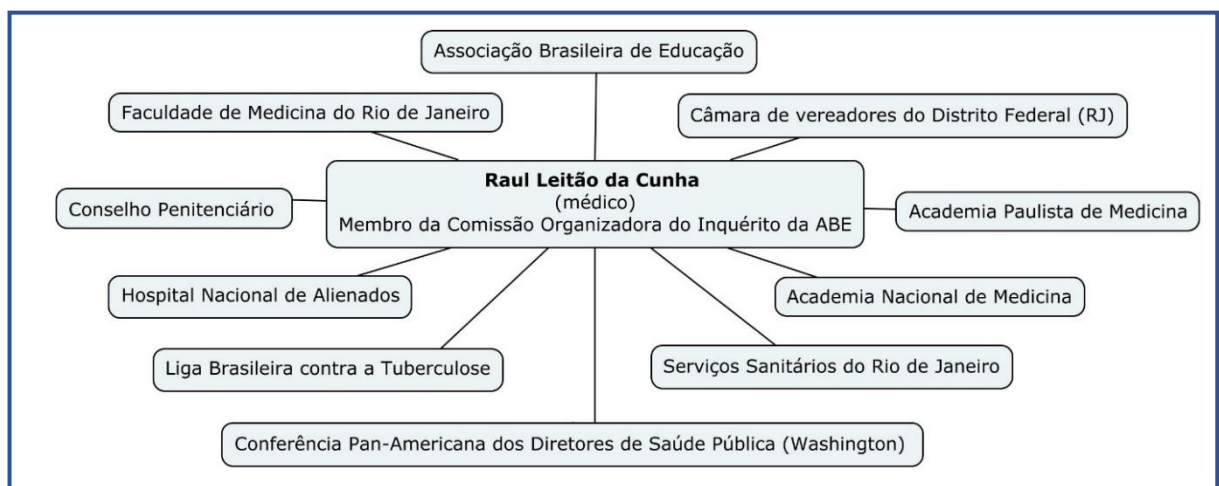 Associação Brasileira de Educação
Faculdade de Medicina do Rio de Janeiro
Câmara de vereadores do Distrito Federal (RJ)
Raul Leitão da Cunha
(médico)
Membro da Comissão Organizadora do Inquérito da ABE
Conselho Penitenciário
Academia Paulista de Medicina
Hospital Nacional de Alienados
Academia Nacional de Medicina
Liga Brasileira contra a Tuberculose
Serviços Sanitários do Rio de Janeiro
Conferência Pan-Americana dos Diretores de Saúde Pública (Washington)